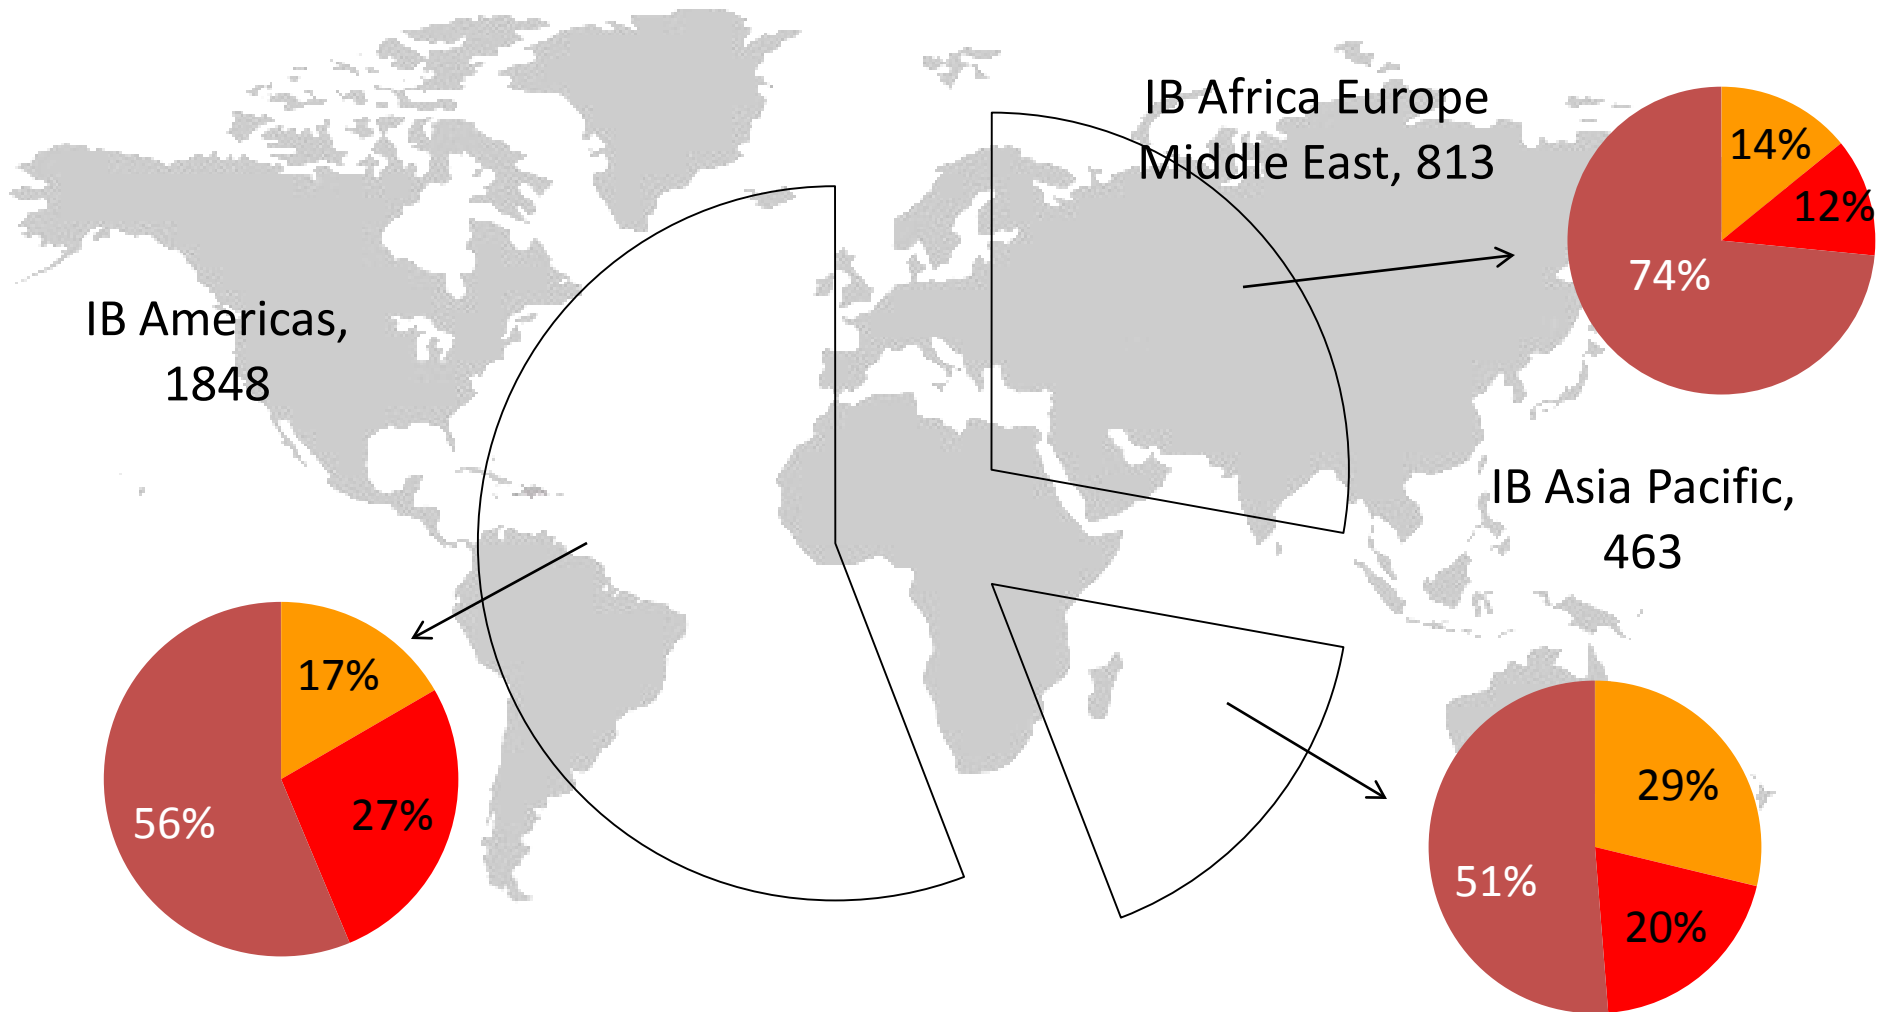 IB Africa Europe
Middle East, 813
14%
12%
74%
IB Americas,
1848
IB Asia Pacific,
463
17%
27%
56%
29%
20%
51%